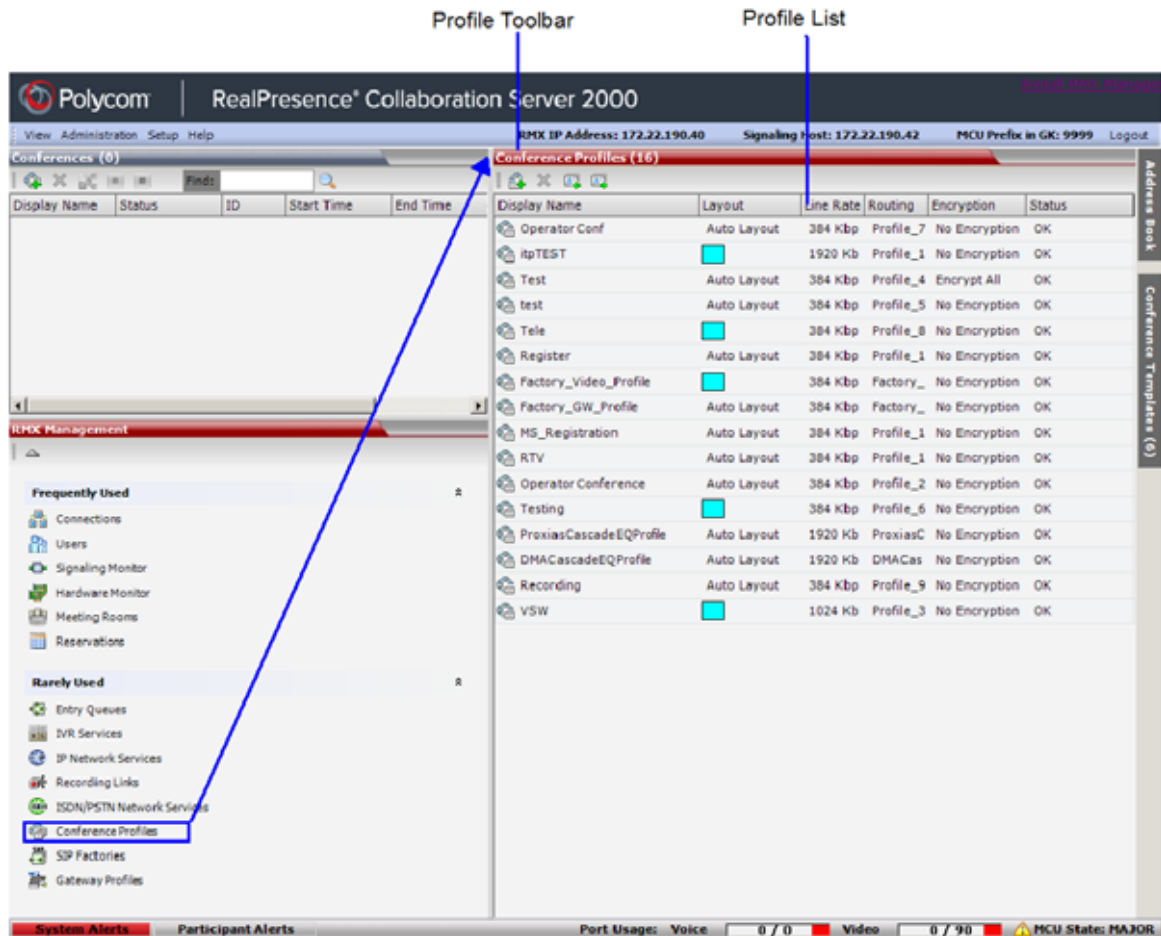 Profile Toolbar
Profile List
Polycom
RealPresence® Collaboration Server 2000
Install RMX Manager
View Administration Setup Help
RMX IP Address: 172.22.190.40 Signaling Host: 172.22.190.42 MCU Prefix in GK: 9999 Logout
Conferences (0)
Find:
Display Name Status ID Start Time End Time
Conference Profiles (16)
Display Name Layout Line Rate Routing Encryption Status
Operator Conf Auto Layout 384 Kbp Profile_7 No Encryption OK
itpTEST 1920 Kb Profile_1 No Encryption OK
Test Auto Layout 384 Kbp Profile_4 Encrypt All OK
test Auto Layout 384 Kbp Profile_5 No Encryption OK
Tele 384 Kbp Profile_8 No Encryption OK
Register Auto Layout 384 Kbp Profile_1 No Encryption OK
Factory_Video_Profile 384 Kbp Factory_ No Encryption OK
Factory_GW_Profile Auto Layout 384 Kbp Factory_ No Encryption OK
MS_Registration Auto Layout 384 Kbp Profile_1 No Encryption OK
RTV Auto Layout 384 Kbp Profile_1 No Encryption OK
Operator Conference Auto Layout 384 Kbp Profile_2 No Encryption OK
Testing 384 Kbp Profile_6 No Encryption OK
ProxiasCascadeEQProfile Auto Layout 1920 Kb ProxiasC No Encryption OK
DMACascadeEQProfile Auto Layout 1920 Kb DMACas No Encryption OK
Recording Auto Layout 384 Kbp Profile_9 No Encryption OK
VSW 1024 Kb Profile_3 No Encryption OK
Address Book
Conference Templates (6)
RMX Management
Frequently Used
Connections
Users
Signaling Monitor
Hardware Monitor
Meeting Rooms
Reservations
Rarely Used
Entry Queues
IVR Services
IP Network Services
Recording Links
ISDN/PSTN Network Services
Conference Profiles
SIP Factories
Gateway Profiles
System Alerts Participant Alerts Port Usage: Voice 0 / 0 Video 0 / 90 MCU State: MAJOR